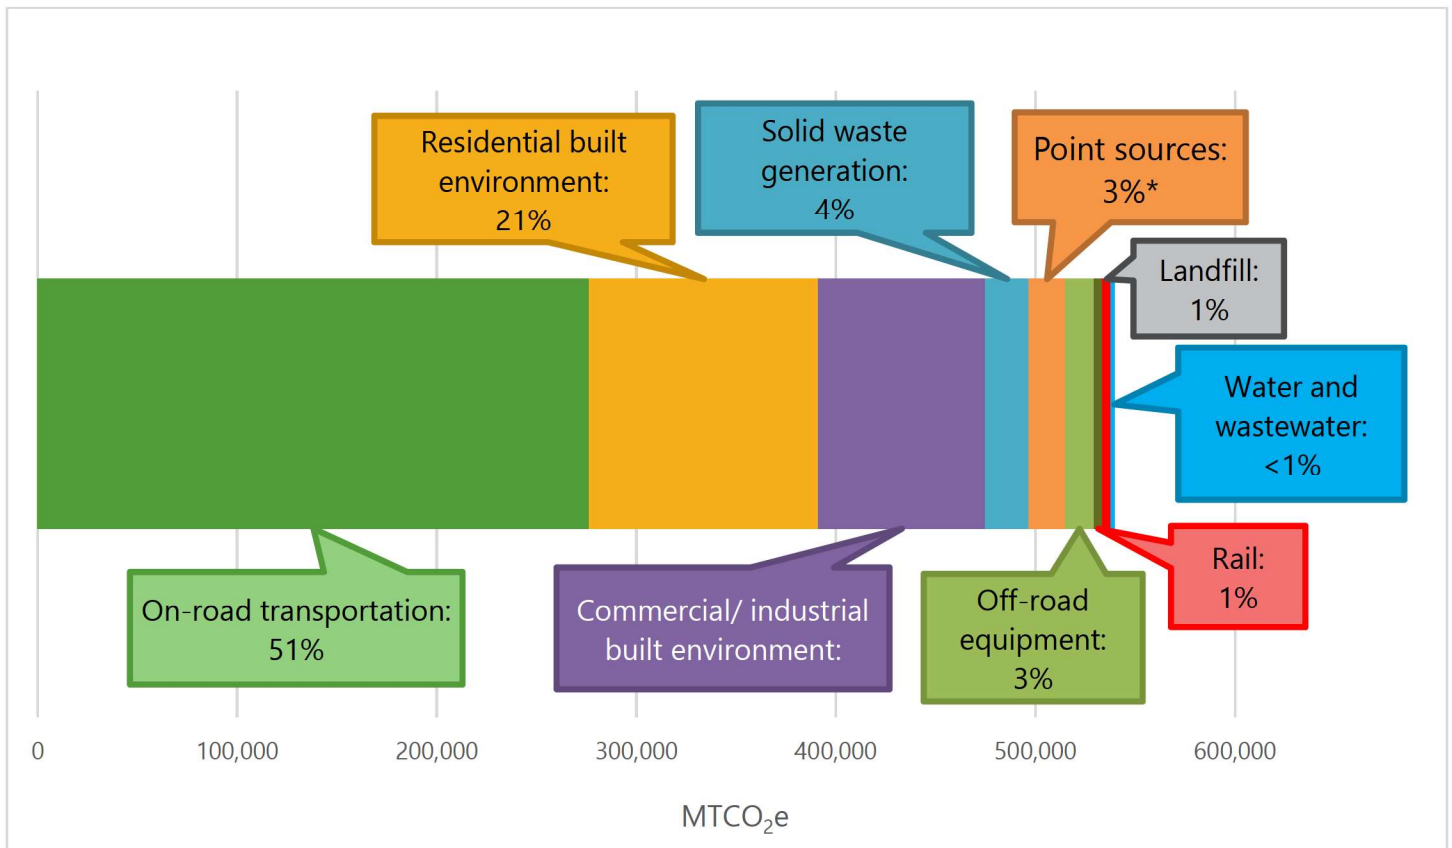 Residential built
environment:
21%
Solid waste
generation:
4%
Point sources:
3%*
Landfill:
1%
Water and
wastewater:
<1%
On-road transportation:
51%
Commercial/ industrial
built environment:
Off-road
equipment:
3%
Rail:
1%
0
100,000
200,000
300,000
400,000
500,000
600,000
MTCO₂e